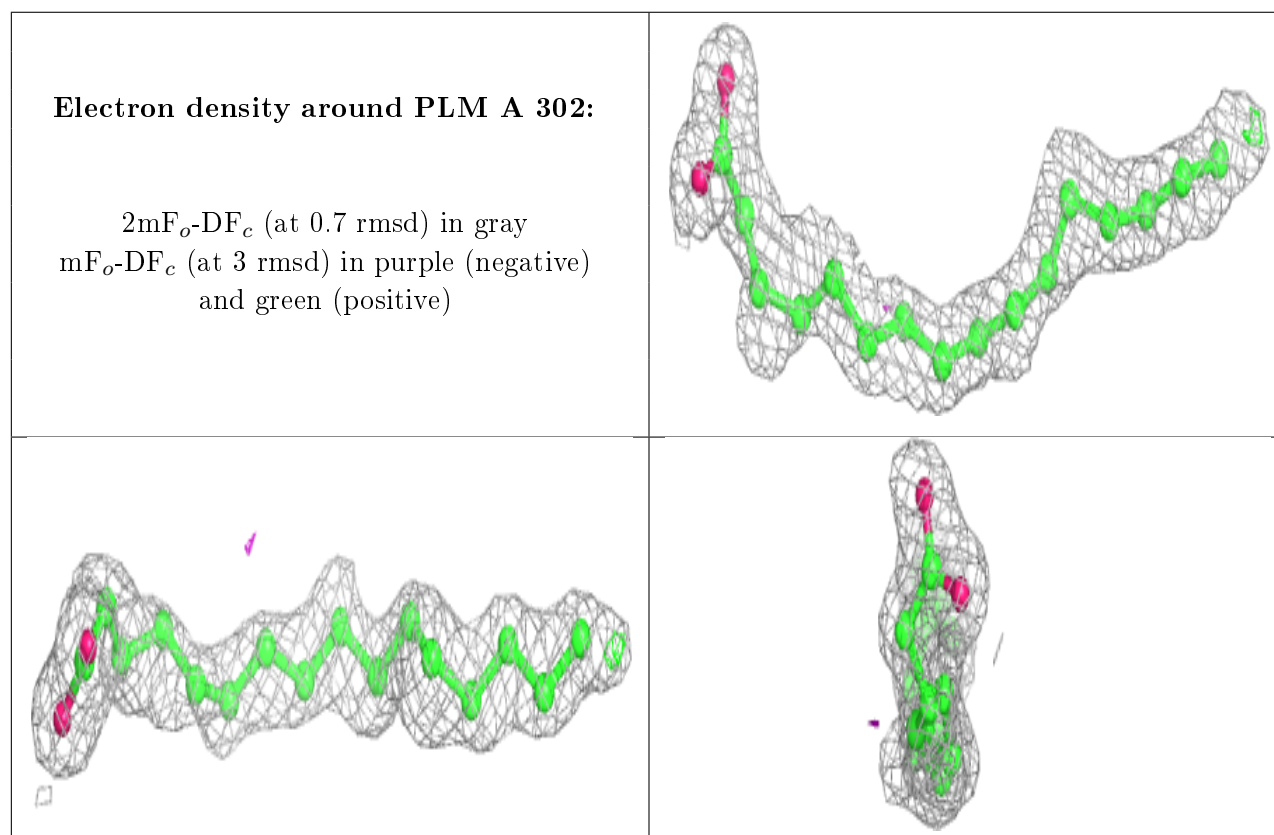 Electron density around PLM A 302:
2mFₒ-DF𝒸 (at 0.7 rmsd) in gray
mFₒ-DF𝒸 (at 3 rmsd) in purple (negative)
and green (positive)